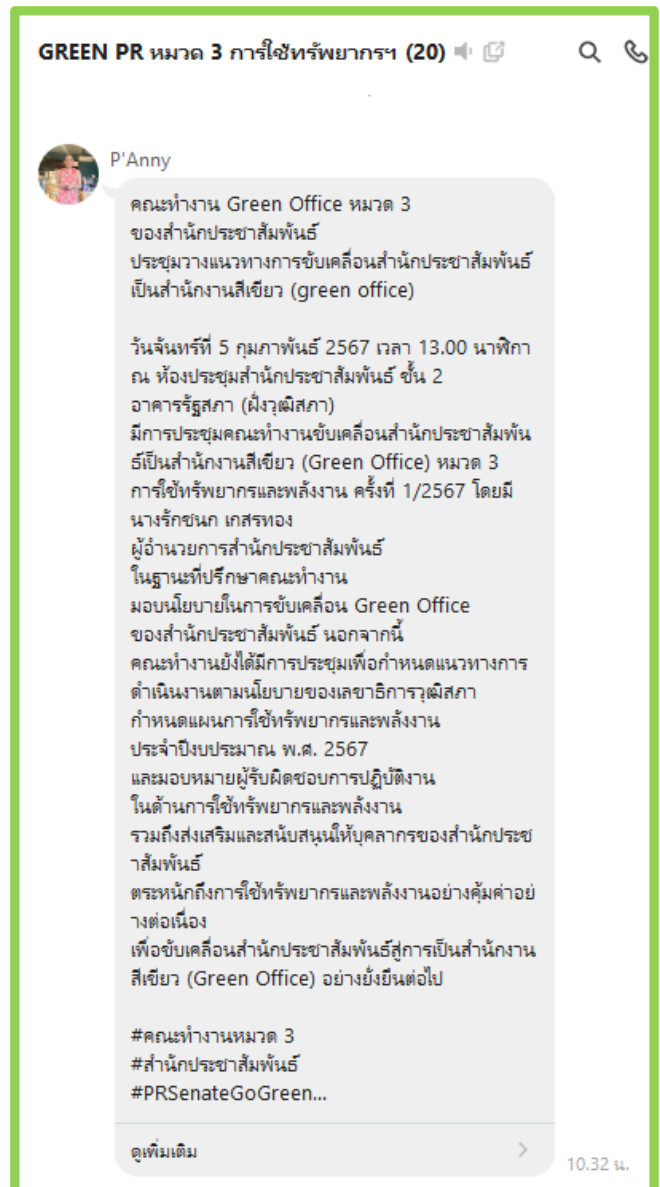 GREEN PR หมวด 3 การใช้ทรัพยากรฯ (20)
P'Anny
คณะทำงาน Green Office หมวด 3
ของสำนักประชาสัมพันธ์
ประชุมวางแนวทางการขับเคลื่อนสำนักประชาสัมพันธ์
เป็นสำนักงานสีเขียว (green office)
วันจันทร์ที่ 5 กุมภาพันธ์ 2567 เวลา 13.00 นาฬิกา
ณ ห้องประชุมสำนักประชาสัมพันธ์ ชั้น 2
อาคารรัฐสภา (ฝั่งวุฒิสภา)
มีการประชุมคณะทำงานขับเคลื่อนสำนักประชาสัมพัน
ธ์เป็นสำนักงานสีเขียว (Green Office) หมวด 3
การใช้ทรัพยากรและพลังงาน ครั้งที่ 1/2567 โดยมี
นางรักชนก เกสรทอง
ผู้อำนวยการสำนักประชาสัมพันธ์
ในฐานะที่ปรึกษาคณะทำงาน
มอบนโยบายในการขับเคลื่อน Green Office
ของสำนักประชาสัมพันธ์ นอกจากนี้
คณะทำงานยังได้มีการประชุมเพื่อกำหนดแนวทางการ
ดำเนินงานตามนโยบายของเลขาธิการวุฒิสภา
กำหนดแผนการใช้ทรัพยากรและพลังงาน
ประจำปีงบประมาณ พ.ศ. 2567
และมอบหมายผู้รับผิดชอบการปฏิบัติงาน
ในด้านการใช้ทรัพยากรและพลังงาน
รวมถึงส่งเสริมและสนับสนุนให้บุคลากรของสำนักประช
าสัมพันธ์
ตระหนักถึงการใช้ทรัพยากรและพลังงานอย่างคุ้มค่าอย่
างต่อเนื่อง
เพื่อขับเคลื่อนสำนักประชาสัมพันธ์สู่การเป็นสำนักงาน
สีเขียว (Green Office) อย่างยั่งยืนต่อไป
#คณะทำงานหมวด 3
#สำนักประชาสัมพันธ์
#PRSenateGoGreen...
ดูเพิ่มเติม
10.32 น.